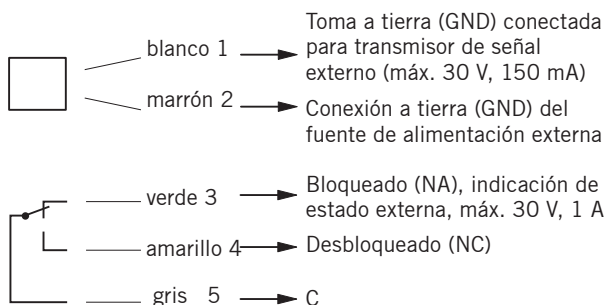 blanco 1
Toma a tierra (GND) conectada
para transmisor de señal
externo (máx. 30 V, 150 mA)
marrón 2
Conexión a tierra (GND) del
fuente de alimentación externa
verde 3
Bloqueado (NA), indicación de
estado externa, máx. 30 V, 1 A
amarillo 4
Desbloqueado (NC)
gris 5
C